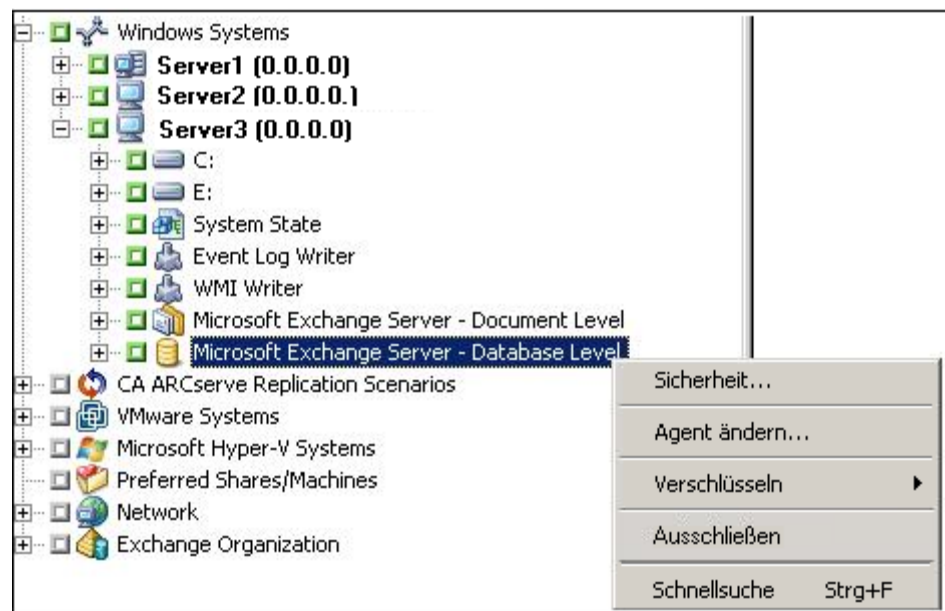 Windows Systems
Server1 (0.0.0.0)
Server2 (0.0.0.0.)
Server3 (0.0.0.0)
C:
E:
System State
Event Log Writer
WMI Writer
Microsoft Exchange Server - Document Level
Microsoft Exchange Server - Database Level
CA ARCserve Replication Scenarios
VMware Systems
Microsoft Hyper-V Systems
Preferred Shares/Machines
Network
Exchange Organization
Sicherheit...
Agent ändern...
Verschlüsseln
Ausschließen
Schnellsuche Strg+F